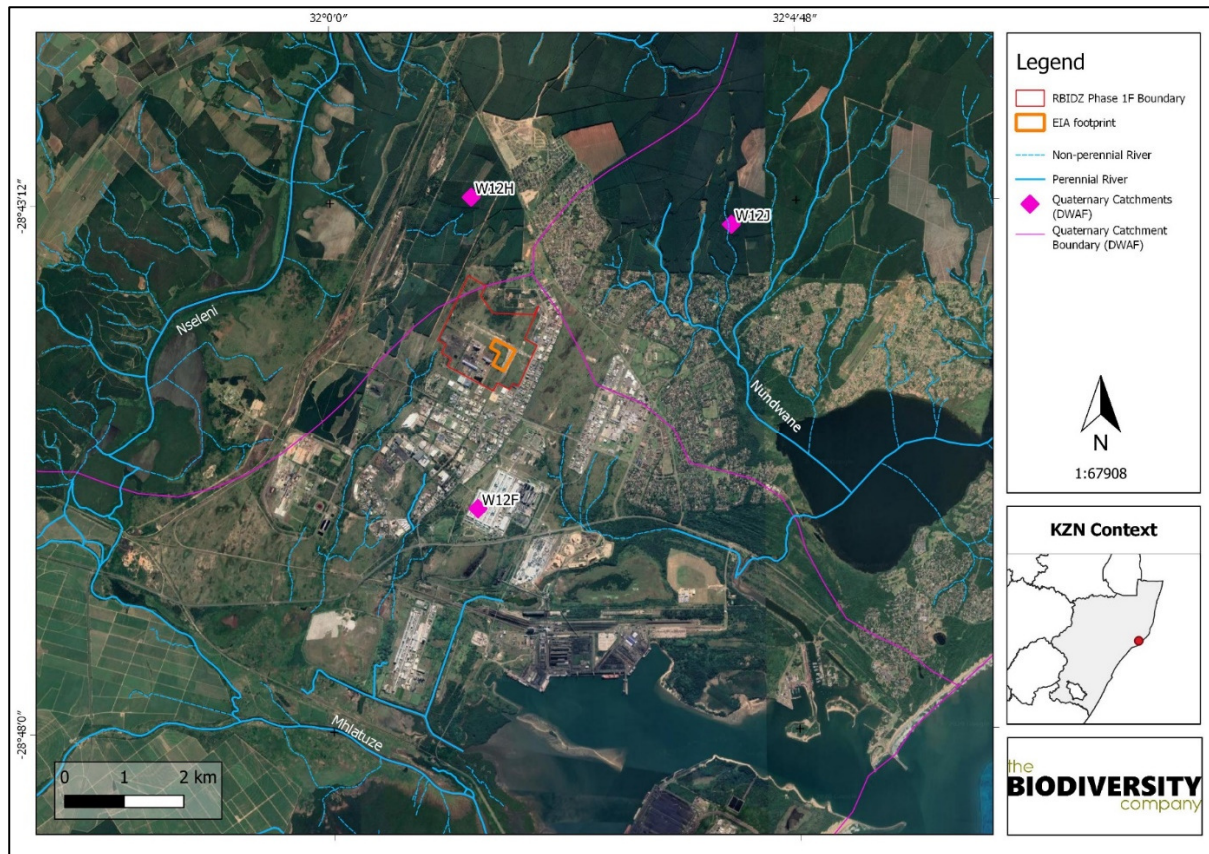 32°0'0"
32°4'48"
-28°43'12"
-28°48'0"
W12H
W12J
W12F
Nseleni
Nundwane
Mhlatuze
0 1 2 km
Legend
RBIDZ Phase 1F Boundary
EIA footprint
Non-perennial River
Perennial River
Quaternary Catchments
(DWAF)
Quaternary Catchment
Boundary (DWAF)
N
1:67908
KZN Context
the
BIODIVERSITY
company